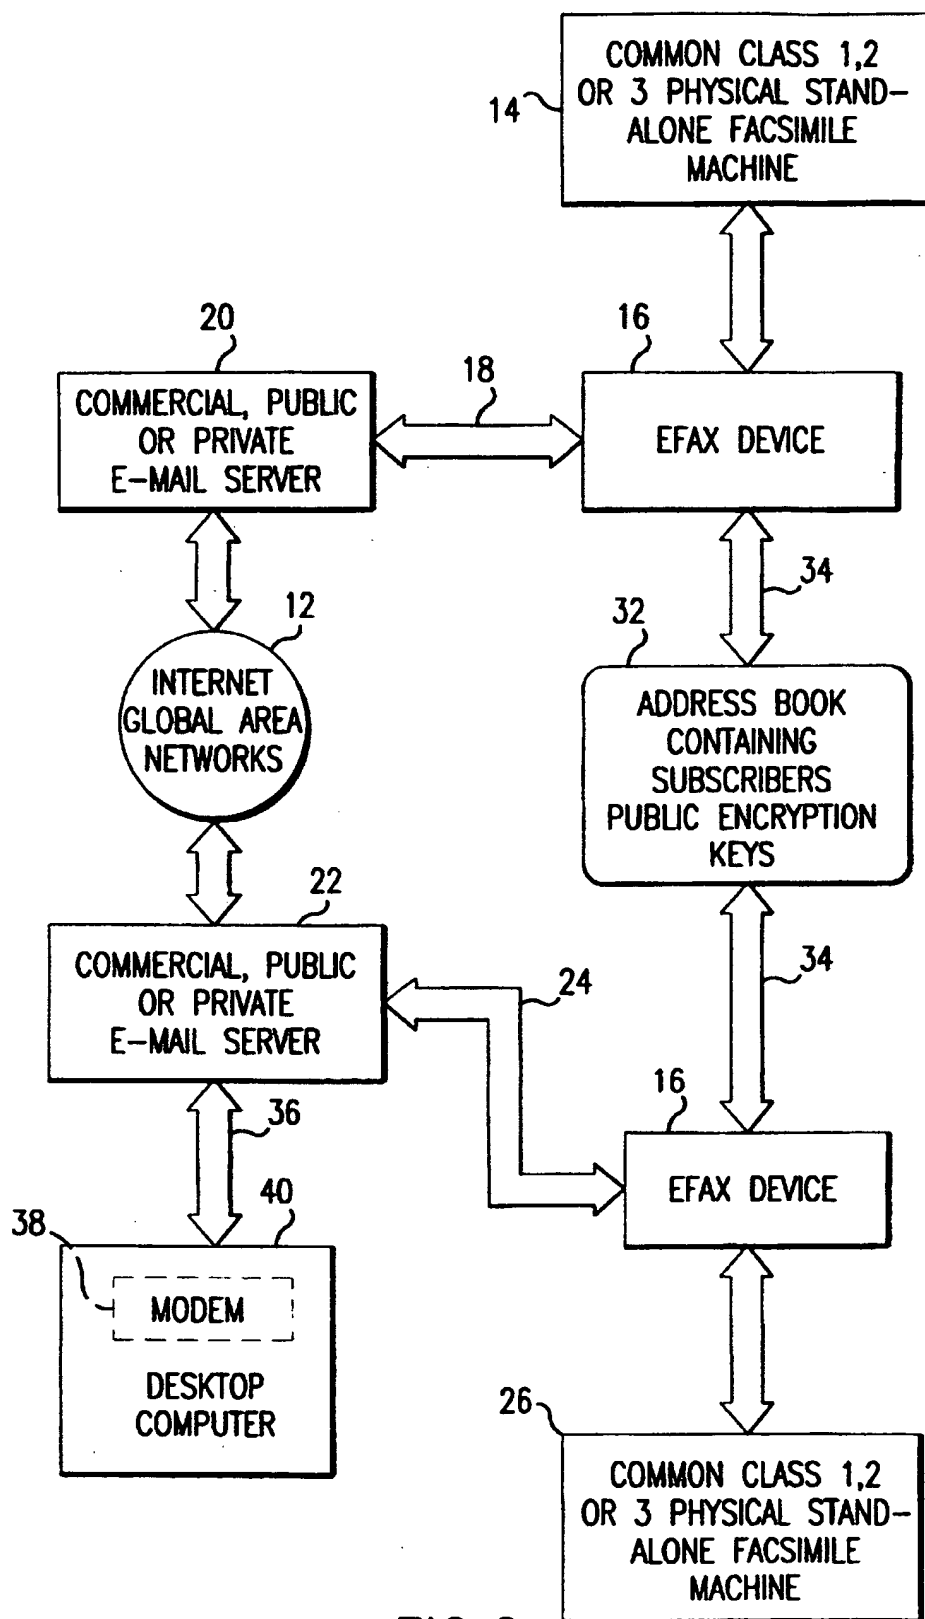 COMMON CLASS 1,2
OR 3 PHYSICAL STAND-
ALONE FACSIMILE
MACHINE
14
20
16
18
COMMERCIAL, PUBLIC
OR PRIVATE
E-MAIL SERVER
EFAX DEVICE
34
12
32
INTERNET
GLOBAL AREA
NETWORKS
ADDRESS BOOK
CONTAINING
SUBSCRIBERS
PUBLIC ENCRYPTION
KEYS
22
COMMERCIAL, PUBLIC
OR PRIVATE
E-MAIL SERVER
24
34
16
36
EFAX DEVICE
38
40
MODEM
DESKTOP
COMPUTER
26
COMMON CLASS 1,2
OR 3 PHYSICAL STAND-
ALONE FACSIMILE
MACHINE